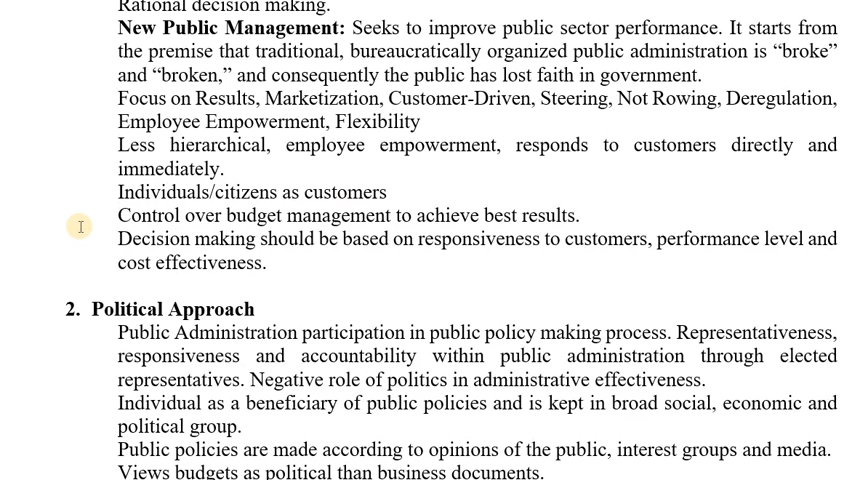 Rational decision making.
New Public Management: Seeks to improve public sector performance. It starts from
the premise that traditional, bureaucratically organized public administration is “broke”
and “broken,” and consequently the public has lost faith in government.
Focus on Results, Marketization, Customer-Driven, Steering, Not Rowing, Deregulation,
Employee Empowerment, Flexibility
Less hierarchical, employee empowerment, responds to customers directly and
immediately.
Individuals/citizens as customers
Control over budget management to achieve best results.
Decision making should be based on responsiveness to customers, performance level and
cost effectiveness.
2. Political Approach
Public Administration participation in public policy making process. Representativeness,
responsiveness and accountability within public administration through elected
representatives. Negative role of politics in administrative effectiveness.
Individual as a beneficiary of public policies and is kept in broad social, economic and
political group.
Public policies are made according to opinions of the public, interest groups and media.
Views budgets as political than business documents.